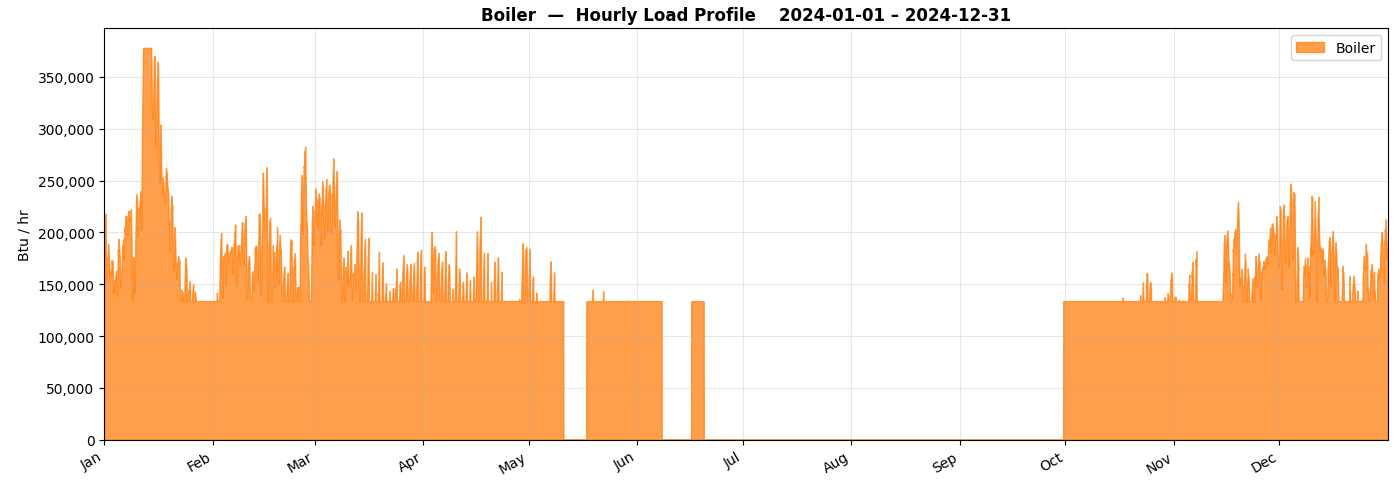 Boiler — Hourly Load Profile 2024-01-01 – 2024-12-31
Boiler
350,000
300,000
250,000
200,000
150,000
100,000
50,000
0
Btu / hr
Jan Feb Mar Apr May Jun Jul Aug Sep Oct Nov Dec